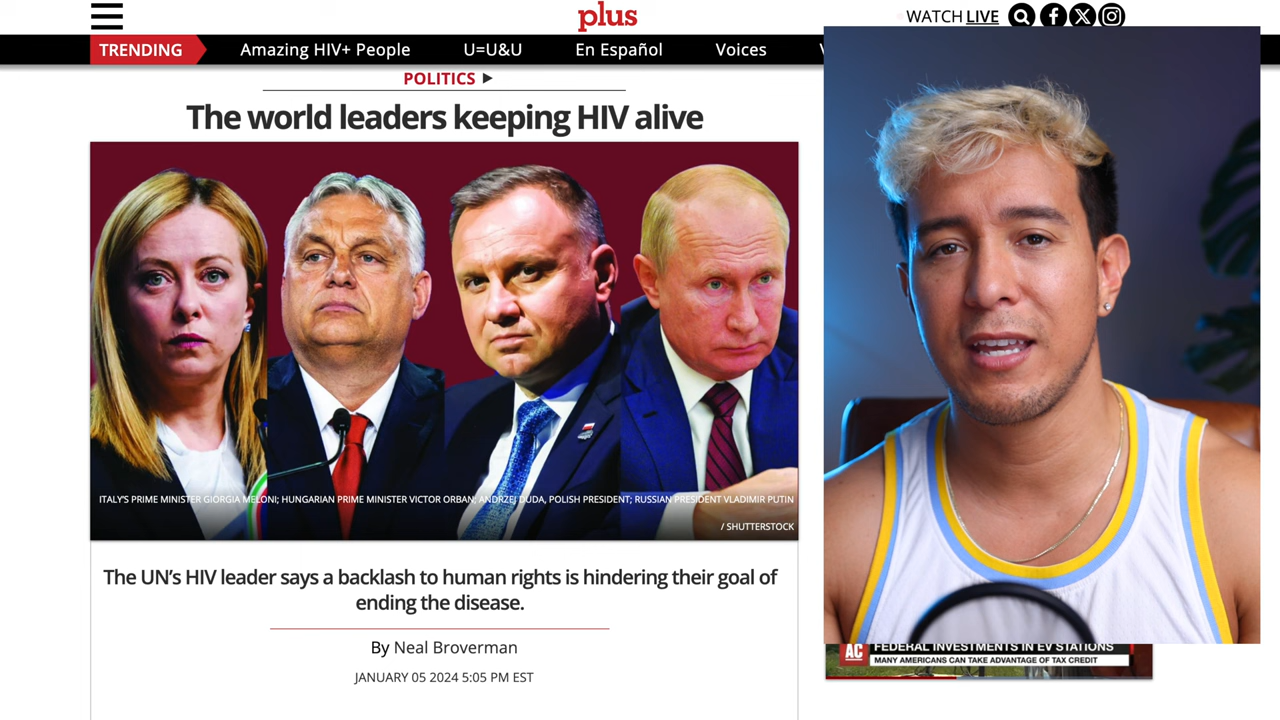 plus
WATCH LIVE
TRENDING
Amazing HIV+ People
U=U&U
En Español
Voices
POLITICS
The world leaders keeping HIV alive
ITALY'S PRIME MINISTER GIORGIA MELONI; HUNGARIAN PRIME MINISTER VICTOR ORBAN; ANDRZEJ DUDA, POLISH PRESIDENT; RUSSIAN PRESIDENT VLADIMIR PUTIN
/ SHUTTERSTOCK
The UN's HIV leader says a backlash to human rights is hindering their goal of
ending the disease.
By Neal Broverman
JANUARY 05 2024 5:05 PM EST
AC
FEDERAL INVESTMENTS IN EV STATIONS
MANY AMERICANS CAN TAKE ADVANTAGE OF TAX CREDIT